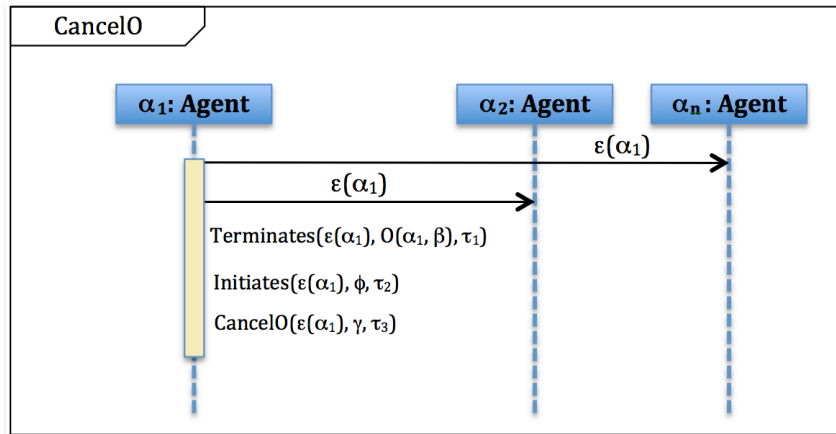 CancelO
α₁: Agent
α₂: Agent
αₙ: Agent
ε(α₁)
ε(α₁)
Terminates(ε(α₁), O(α₁, β), τ₁)
Initiates(ε(α₁), ϕ, τ₂)
CancelO(ε(α₁), γ, τ₃)